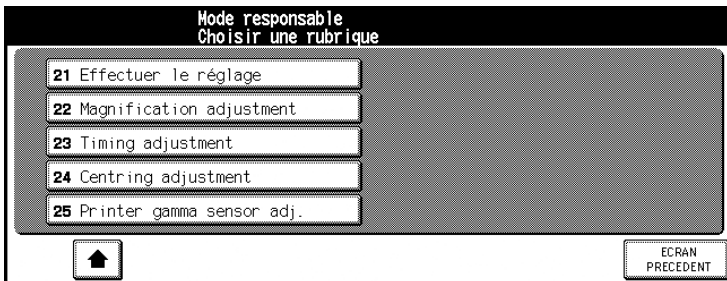 Mode responsable
Choisir une rubrique
21 Effectuer le réglage
22 Magnification adjustment
23 Timing adjustment
24 Centring adjustment
25 Printer gamma sensor adj.
ECRAN
PRECEDENT